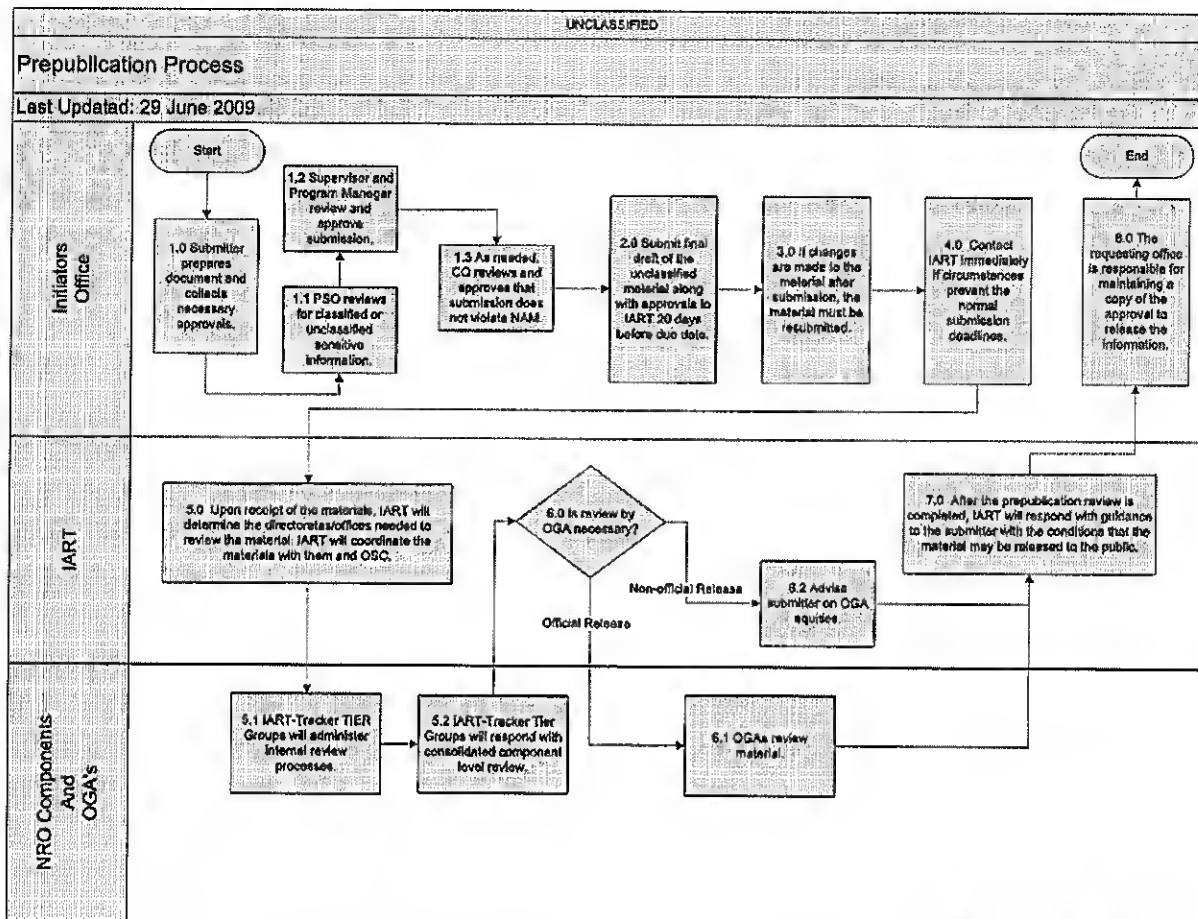 UNCLASSIFIED
Prepublication Process
Last Updated: 29 June 2009
Initiators
Office
Start
1.0 Submitter
prepares
document and
collects
necessary
approvals.
1.1 PSO reviews
for classified or
unclassified
sensitive
information.
1.2 Supervisor and
Program Manager
review and
approve
submission.
1.3 As needed,
CO reviews and
approves that
submission does
not violate NAM.
2.0 Submit final
draft of the
unclassified
material along
with approvals to
IART 20 days
before due date.
3.0 If changes
are made to the
material after
submission, the
material must be
resubmitted.
4.0 Contact
IART immediately
if circumstances
prevent the
normal
submission
deadlines.
End
8.0 The
requesting office
is responsible for
maintaining a
copy of the
approval to
release the
information.
IART
5.0 Upon receipt of the materials, IART will
determine the directorates/offices needed to
review the material. IART will coordinate the
materials with them and OSC.
6.0 Is review by
OGA necessary?
Non-official Release
Official Release
6.2 Advise
submitter on OGA
equities.
7.0 After the prepublication review is
completed, IART will respond with guidance
to the submitter with the conditions that the
material may be released to the public.
NRO Components
And
OGA's
5.1 IART-Tracker TIER
Groups will administer
internal review
processes.
5.2 IART-Tracker Tier
Groups will respond with
consolidated component
level review.
6.1 OGAs review
material.